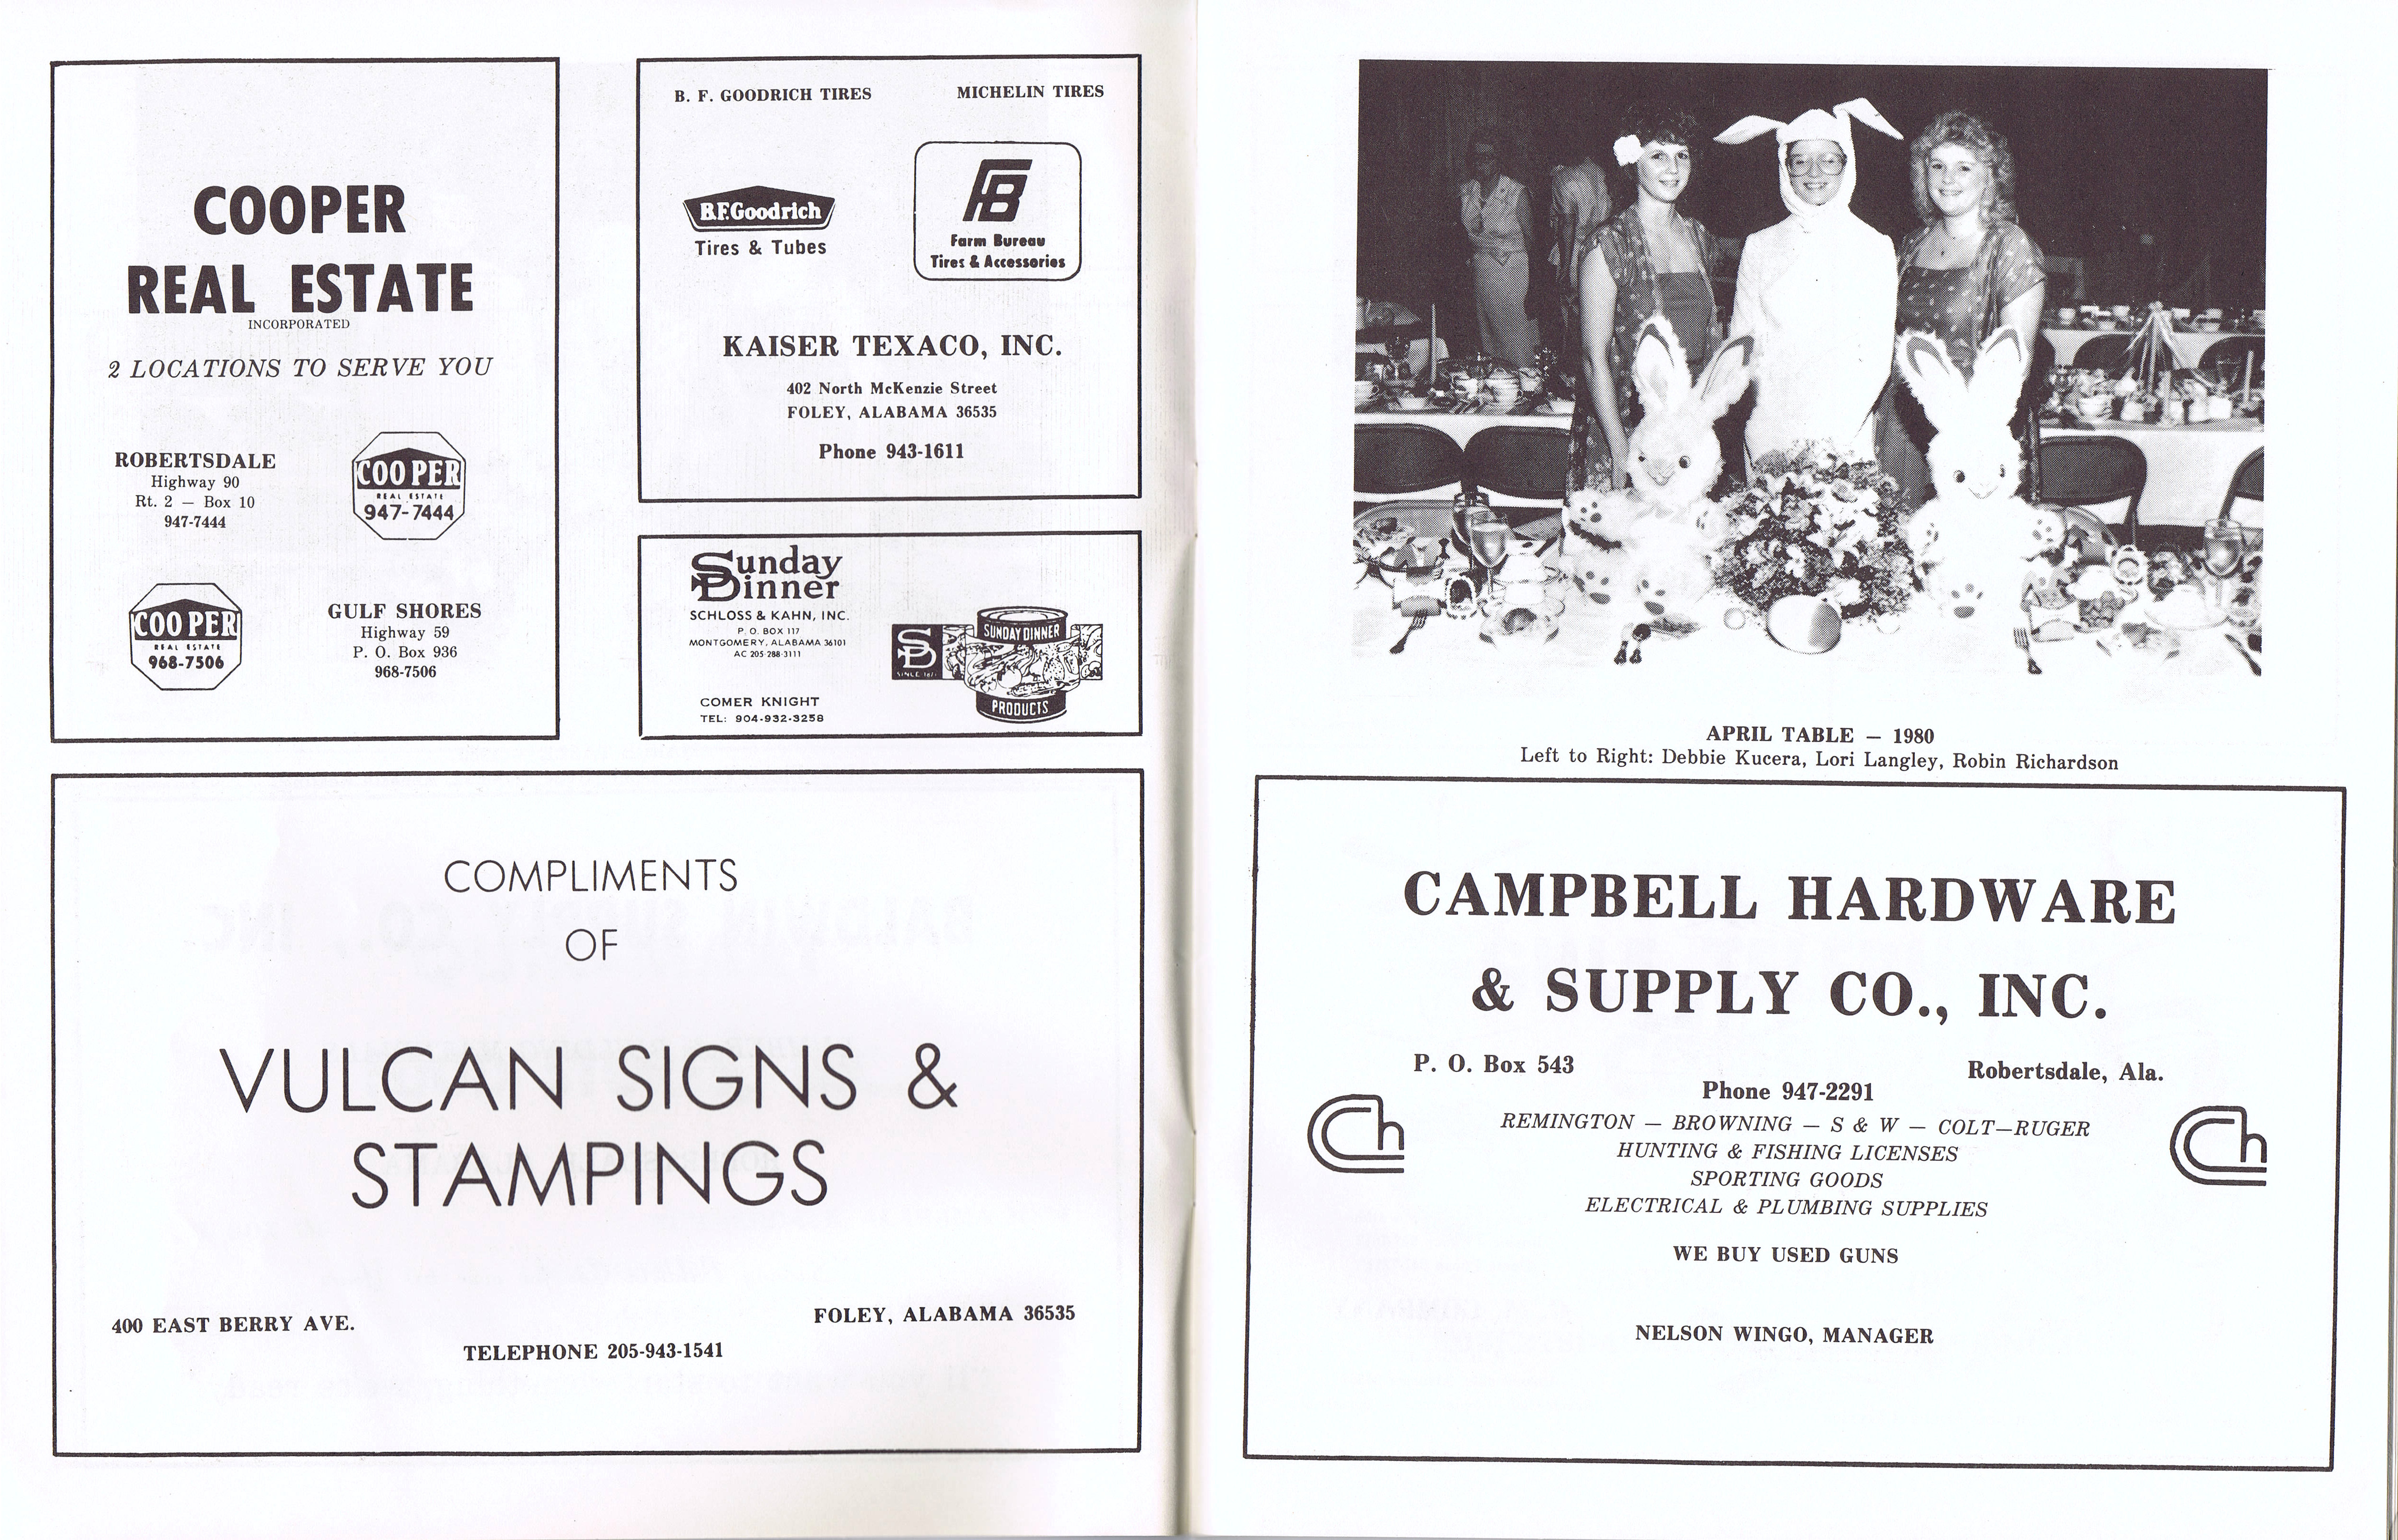 COOPER
REAL ESTATE
INCORPORATED
2 LOCATIONS TO SERVE YOU
ROBERTSDALE
Highway 90
Rt. 2 — Box 10
947-7444
COOPER
REAL ESTATE
947-7444
COOPER
REAL ESTATE
968-7506
GULF SHORES
Highway 59
P. O. Box 936
968-7506
B. F. GOODRICH TIRES
MICHELIN TIRES
B.F.Goodrich
Tires & Tubes
FB
Farm Bureau
Tires & Accessories
KAISER TEXACO, INC.
402 North McKenzie Street
FOLEY, ALABAMA 36535
Phone 943-1611
Sunday
Dinner
SCHLOSS & KAHN, INC.
P. O. BOX 117
MONTGOMERY, ALABAMA 36101
AC 205-288-3111
COMER KNIGHT
TEL: 904-932-3258
SD
SINCE 1871
SUNDAY DINNER
PRODUCTS
COMPLIMENTS
OF
VULCAN SIGNS &
STAMPINGS
400 EAST BERRY AVE.
FOLEY, ALABAMA 36535
TELEPHONE 205-943-1541
APRIL TABLE — 1980
Left to Right: Debbie Kucera, Lori Langley, Robin Richardson
CAMPBELL HARDWARE
& SUPPLY CO., INC.
P. O. Box 543
Robertsdale, Ala.
Phone 947-2291
Ch
Ch
REMINGTON — BROWNING — S & W — COLT—RUGER
HUNTING & FISHING LICENSES
SPORTING GOODS
ELECTRICAL & PLUMBING SUPPLIES
WE BUY USED GUNS
NELSON WINGO, MANAGER